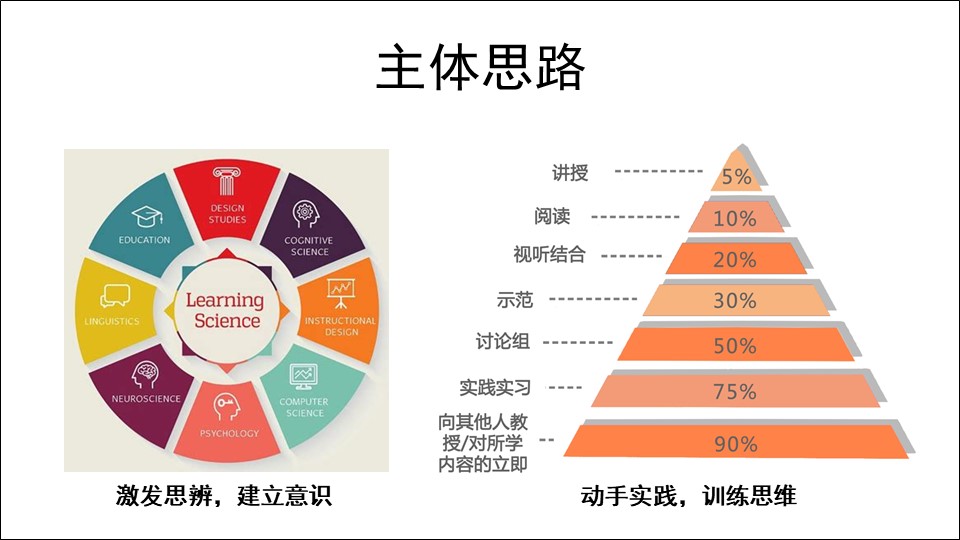 主体思路
DESIGN
STUDIES
COGNITIVE
SCIENCE
INSTRUCTIONAL
DESIGN
COMPUTER
SCIENCE
PSYCHOLOGY
NEUROSCIENCE
LINGUISTICS
EDUCATION
Learning
Science
激发思辨，建立意识
讲授 5%
阅读 10%
视听结合 20%
示范 30%
讨论组 50%
实践实习 75%
向其他人教
授/对所学
内容的立即
90%
动手实践，训练思维